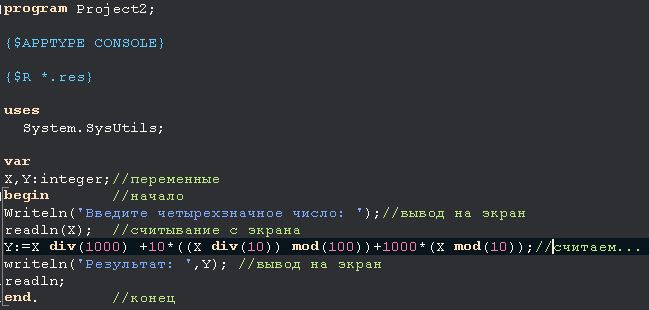 program Project2;
{$APPTYPE CONSOLE}
{$R *.res}
uses
System.SysUtils;
var
X,Y:integer;//переменные
begin //начало
Writeln('Введите четырехзначное число: ');//вывод на экран
readln(X); //считывание с экрана
Y:=X div(1000) +10*((X div(10)) mod(100))+1000*(X mod(10));//считаем...
writeln('Результат: ',Y); //вывод на экран
readln;
end. //конец